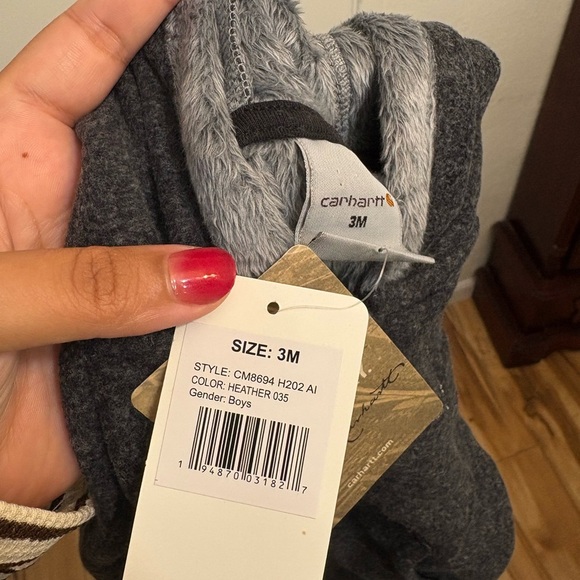 carhartt
3M
SIZE: 3M
STYLE: CM8694 H202 AI
COLOR: HEATHER 035
Gender: Boys
1 94870 03182 7
Carhartt
carhartt.com